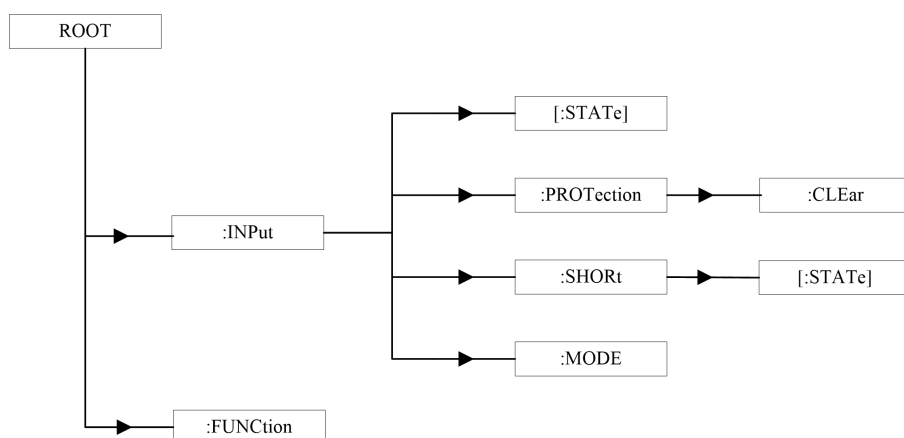 ROOT
[:STATe]
:PROTection
:CLEar
:INPut
:SHORt
[:STATe]
:MODE
:FUNCtion